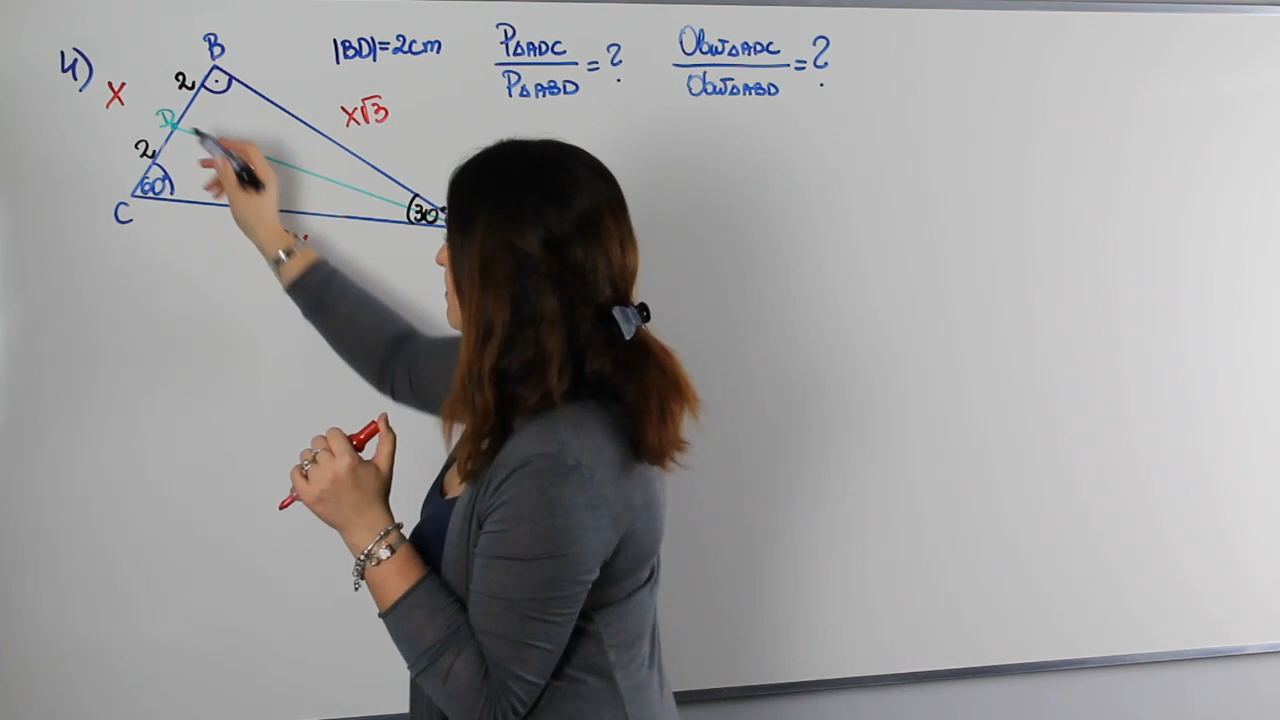 4)
B
|BD|=2cm
P△ADC
P△ABD
= ?
Obw△ADC
Obw△ABD
= ?
2
x
x√3
D
2
60°
30
C